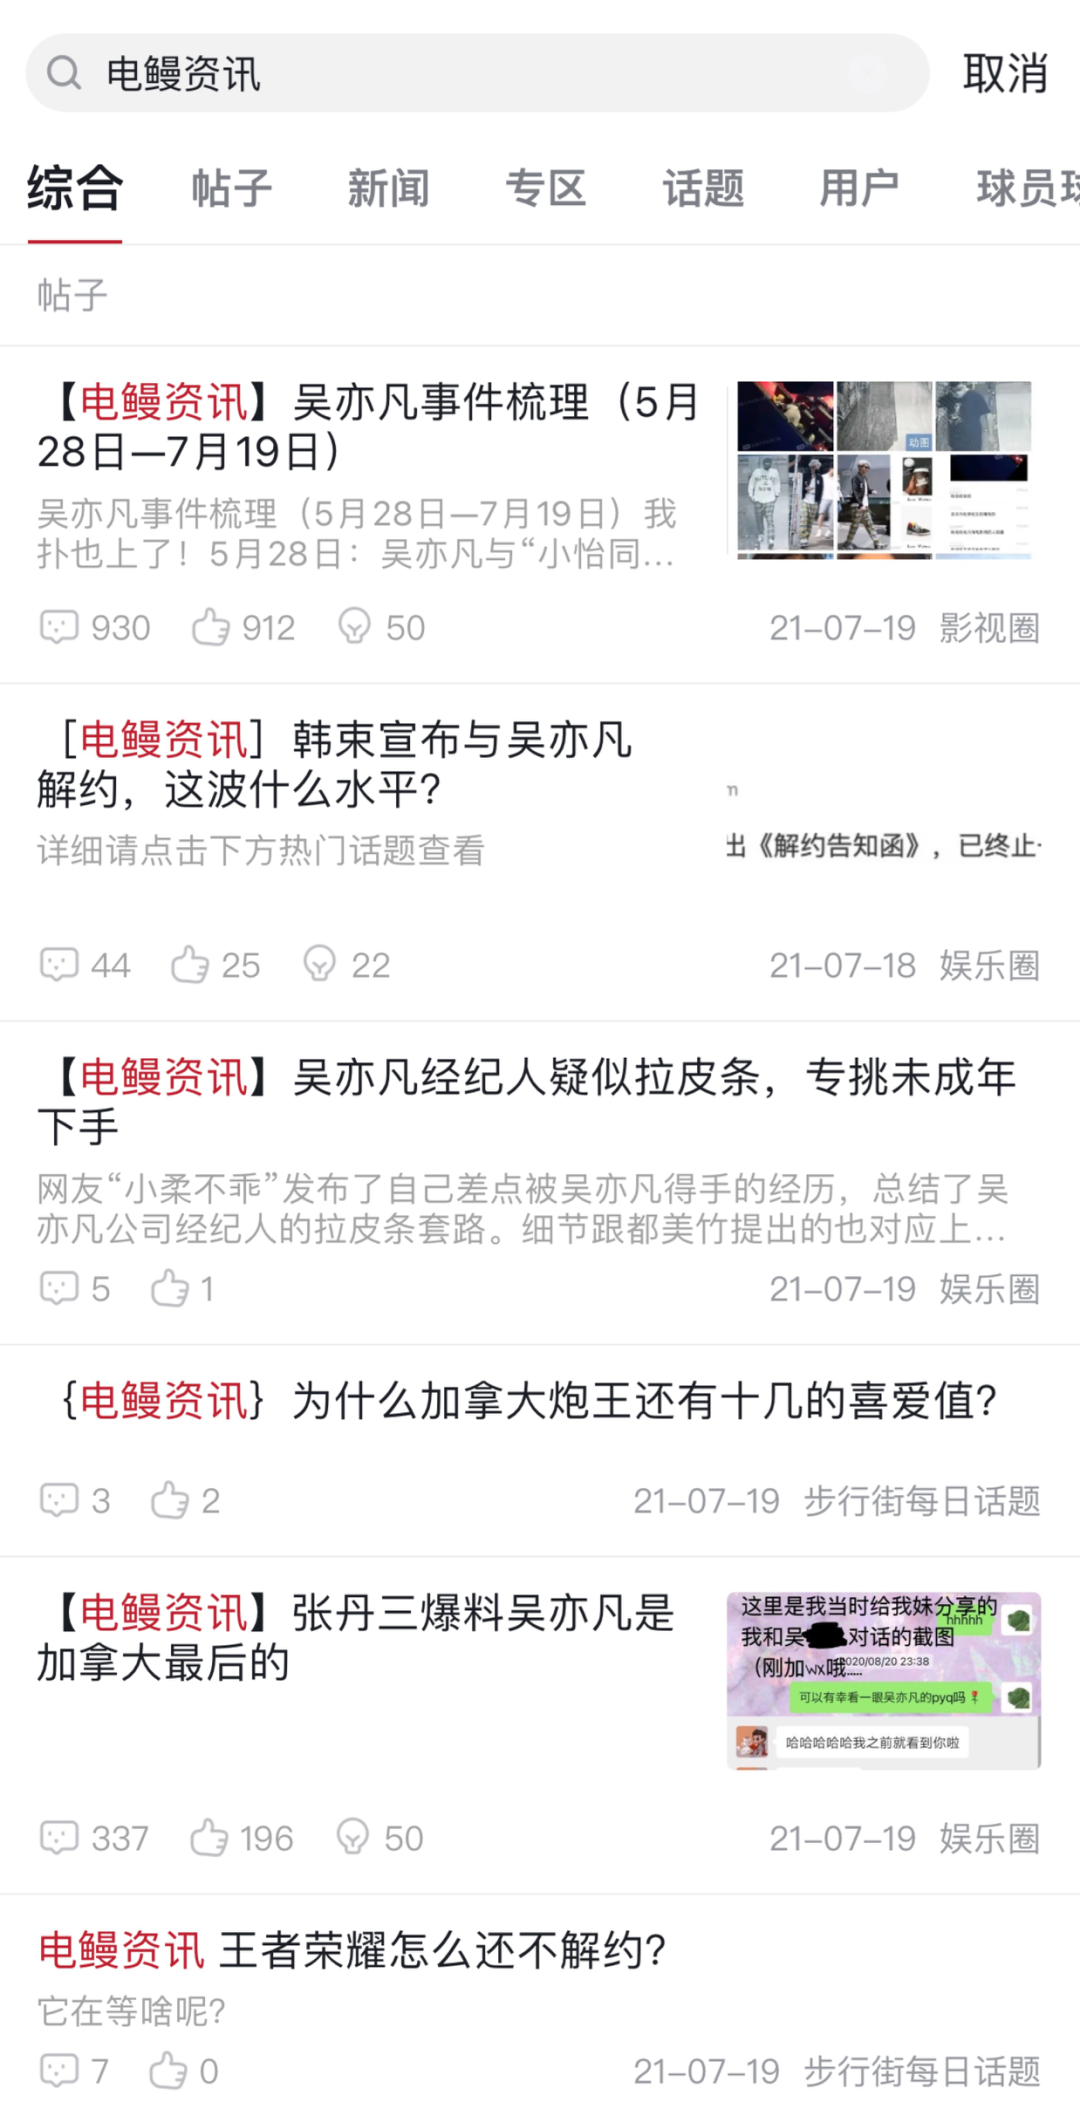 电鳗资讯 取消
综合 帖子 新闻 专区 话题 用户 球员球
帖子
【电鳗资讯】吴亦凡事件梳理（5月
28日—7月19日）
吴亦凡事件梳理（5月28日—7月19日）我
扑也上了！5月28日：吴亦凡与“小怡同...
动图
930 912 50 21-07-19 影视圈
［电鳗资讯］韩束宣布与吴亦凡
解约，这波什么水平？
详细请点击下方热门话题查看
n
出《解约告知函》，已终止·
44 25 22 21-07-18 娱乐圈
【电鳗资讯】吴亦凡经纪人疑似拉皮条，专挑未成年
下手
网友“小柔不乖”发布了自己差点被吴亦凡得手的经历，总结了吴
亦凡公司经纪人的拉皮条套路。细节跟都美竹提出的也对应上...
5 1 21-07-19 娱乐圈
｛电鳗资讯｝为什么加拿大炮王还有十几的喜爱值？
3 2 21-07-19 步行街每日话题
【电鳗资讯】张丹三爆料吴亦凡是
加拿大最后的
这里是我当时给我妹分享的
hhhhh
我和吴 对话的截图
（刚加wx哦..... 2020/08/20 23:38
可以有幸看一眼吴亦凡的pyq吗
哈哈哈哈哈我之前就看到你啦
337 196 50 21-07-19 娱乐圈
电鳗资讯 王者荣耀怎么还不解约？
它在等啥呢？
7 0 21-07-19 步行街每日话题